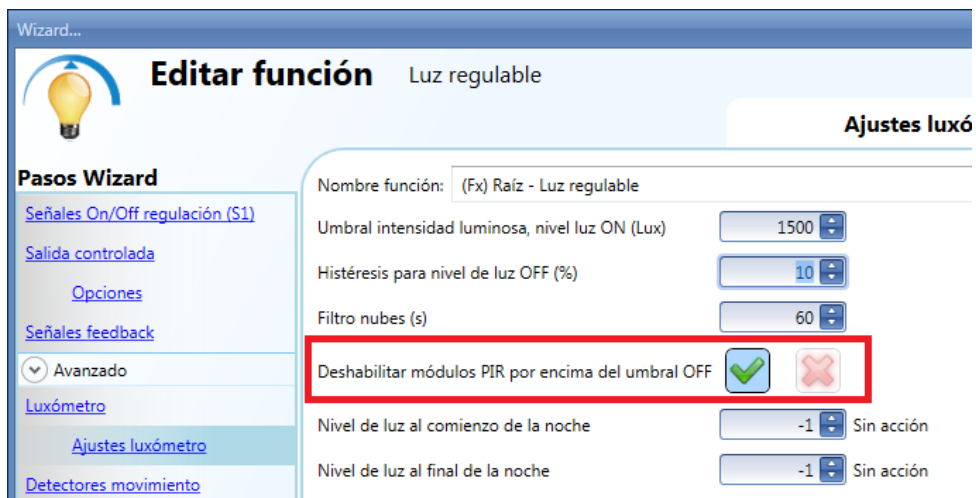 Wizard...
Editar función Luz regulable
Ajustes luxó
Pasos Wizard
Señales On/Off regulación (S1)
Salida controlada
Opciones
Señales feedback
Avanzado
Luxómetro
Ajustes luxómetro
Detectores movimiento
Nombre función: (Fx) Raíz - Luz regulable
Umbral intensidad luminosa, nivel luz ON (Lux) 1500
Histéresis para nivel de luz OFF (%) 10
Filtro nubes (s) 60
Deshabilitar módulos PIR por encima del umbral OFF
Nivel de luz al comienzo de la noche -1 Sin acción
Nivel de luz al final de la noche -1 Sin acción